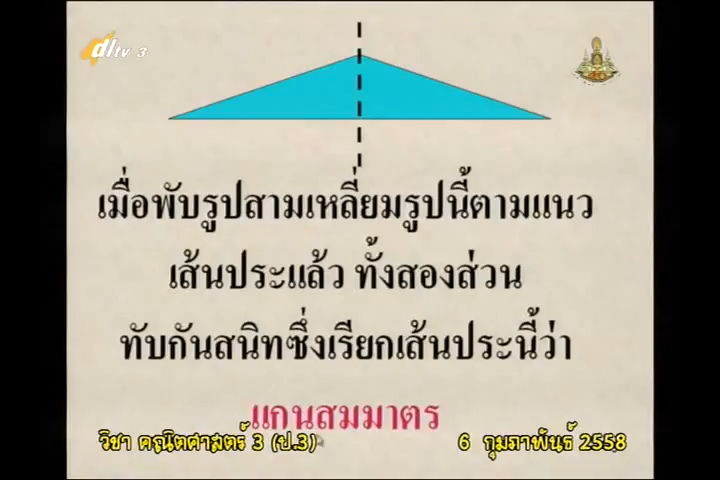 dltv 3
เมื่อพับรูปสามเหลี่ยมรูปนี้ตามแนว
เส้นประแล้ว ทั้งสองส่วน
ทับกันสนิทซึ่งเรียกเส้นประนี้ว่า
แกนสมมาตร
วิชา คณิตศาสตร์ 3 (ป.3)
6 กุมภาพันธ์ 2558